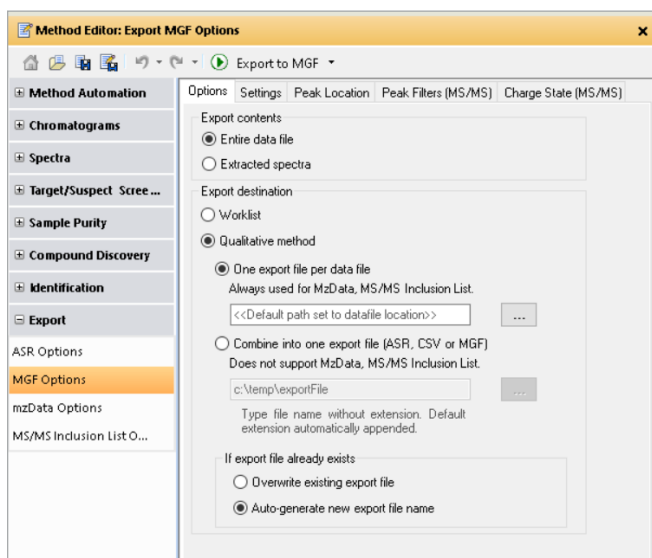 Method Editor: Export MGF Options
Export to MGF
Method Automation
Chromatograms
Spectra
Target/Suspect Scree ...
Sample Purity
Compound Discovery
Identification
Export
ASR Options
MGF Options
mzData Options
MS/MS Inclusion List O...
Options Settings Peak Location Peak Filters (MS/MS) Charge State (MS/MS)
Export contents
Entire data file
Extracted spectra
Export destination
Worklist
Qualitative method
One export file per data file
Always used for MzData, MS/MS Inclusion List.
<<Default path set to datafile location>> ...
Combine into one export file (ASR, CSV or MGF)
Does not support MzData, MS/MS Inclusion List.
c:\temp\exportFile ...
Type file name without extension. Default
extension automatically appended.
If export file already exists
Overwrite existing export file
Auto-generate new export file name